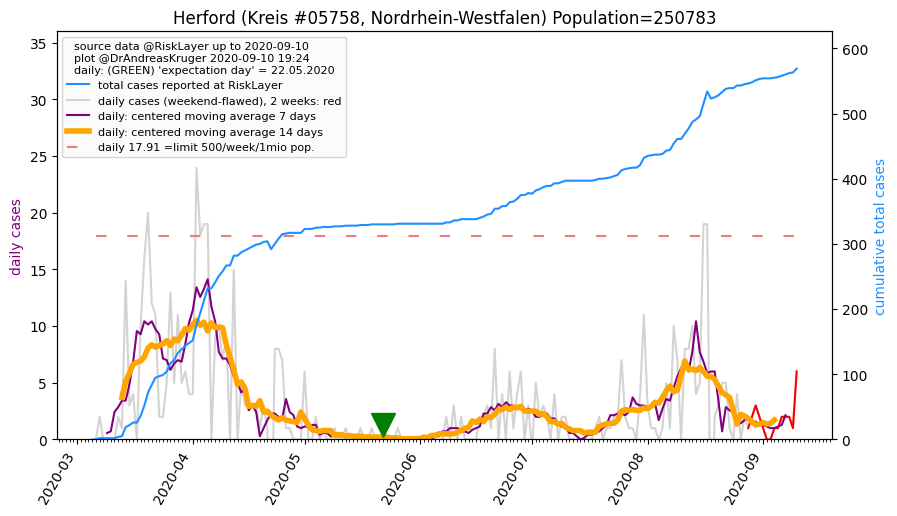 Herford (Kreis #05758, Nordrhein-Westfalen) Population=250783
source data @RiskLayer up to 2020-09-10
plot @DrAndreasKruger 2020-09-10 19:24
daily: (GREEN) 'expectation day' = 22.05.2020
total cases reported at RiskLayer
daily cases (weekend-flawed), 2 weeks: red
daily: centered moving average 7 days
daily: centered moving average 14 days
daily 17.91 =limit 500/week/1mio pop.
daily cases
35
30
25
20
15
10
5
0
cumulative total cases
600
500
400
300
200
100
0
2020-03
2020-04
2020-05
2020-06
2020-07
2020-08
2020-09